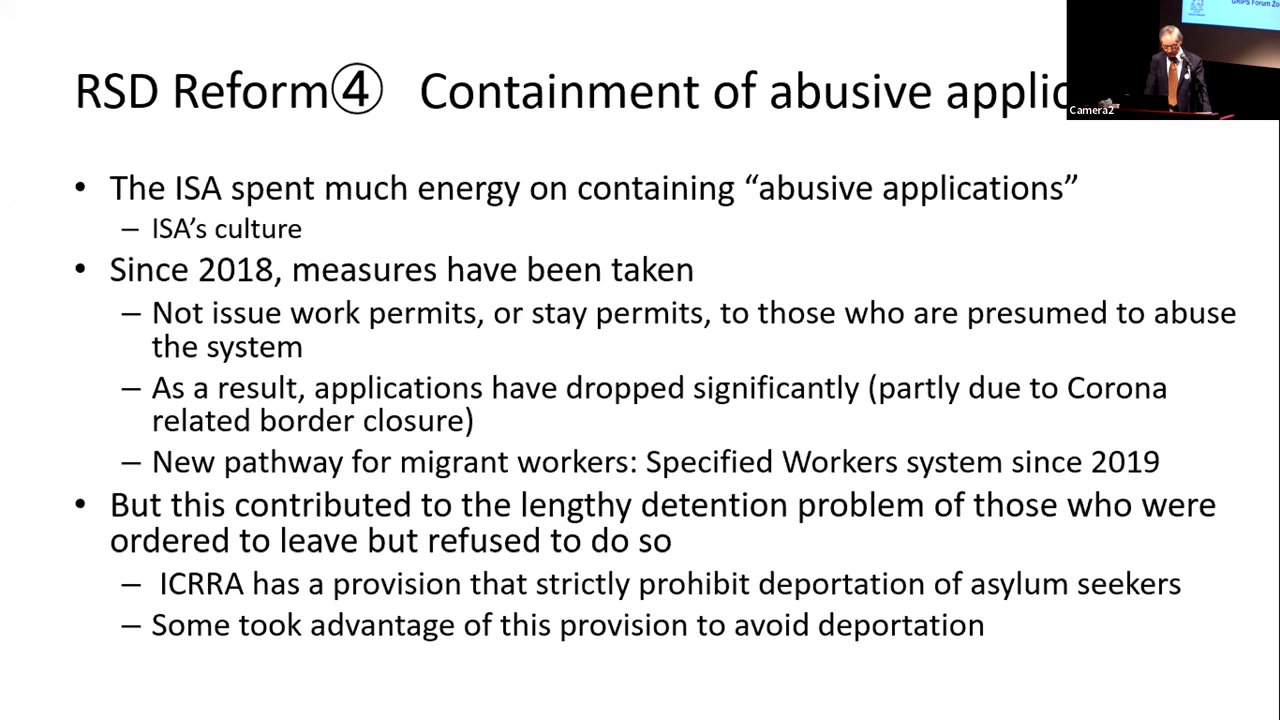 GRIPS Forum Zo
Camera2
RSD Reform④ Containment of abusive applic
• The ISA spent much energy on containing “abusive applications”
– ISA’s culture
• Since 2018, measures have been taken
– Not issue work permits, or stay permits, to those who are presumed to abuse
the system
– As a result, applications have dropped significantly (partly due to Corona
related border closure)
– New pathway for migrant workers: Specified Workers system since 2019
• But this contributed to the lengthy detention problem of those who were
ordered to leave but refused to do so
– ICRRA has a provision that strictly prohibit deportation of asylum seekers
– Some took advantage of this provision to avoid deportation